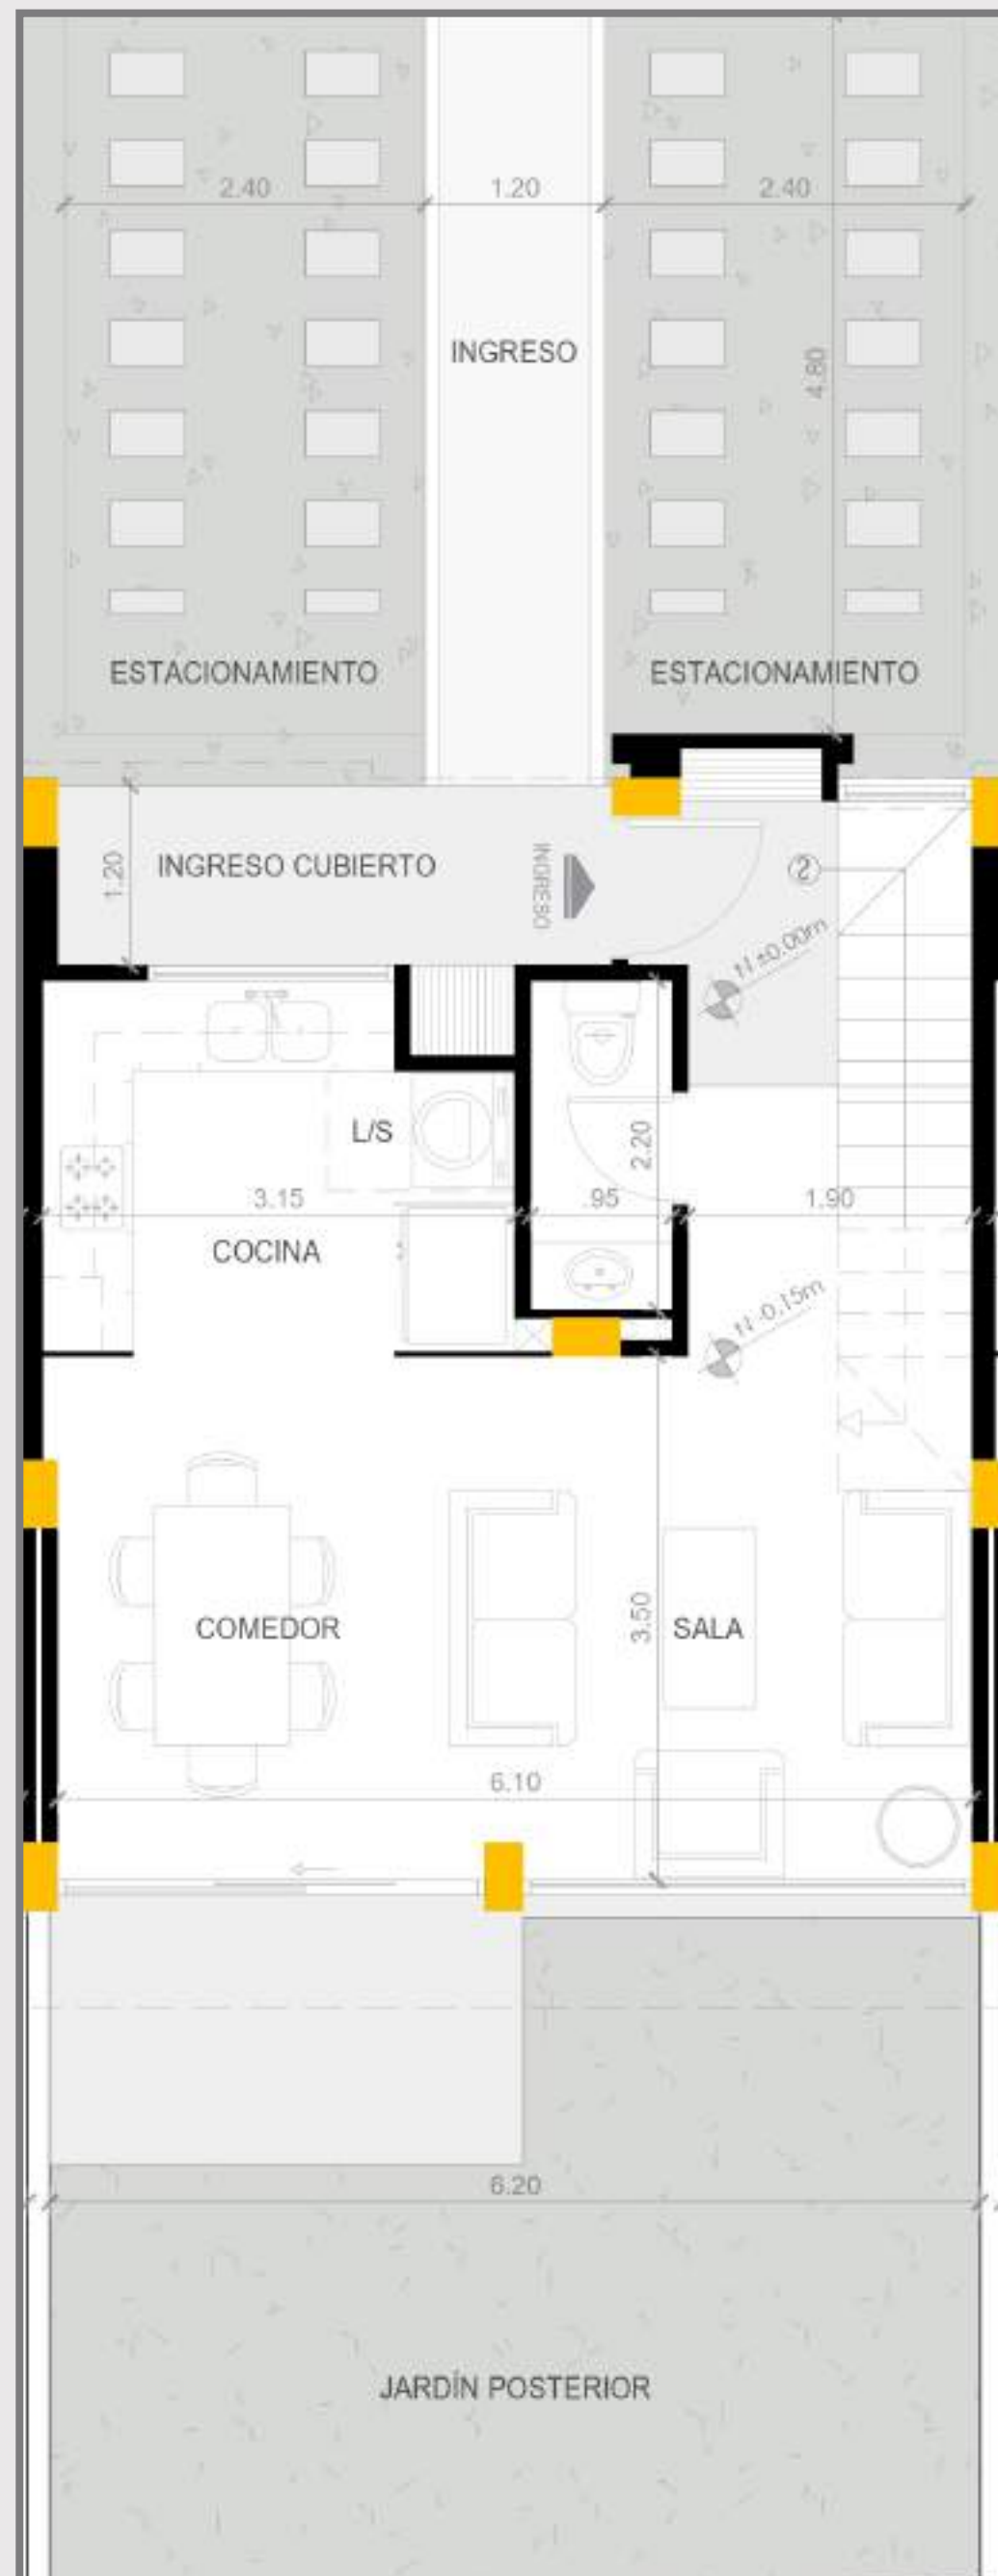 2.40
1.20
2.40
INGRESO
4.80
ESTACIONAMIENTO
ESTACIONAMIENTO
1.20
INGRESO CUBIERTO
INGRESO
N ±0.00m
L/S
2.20
3.15
.95
1.90
COCINA
N -0.15m
COMEDOR
3.50
SALA
6.10
6.20
JARDÍN POSTERIOR